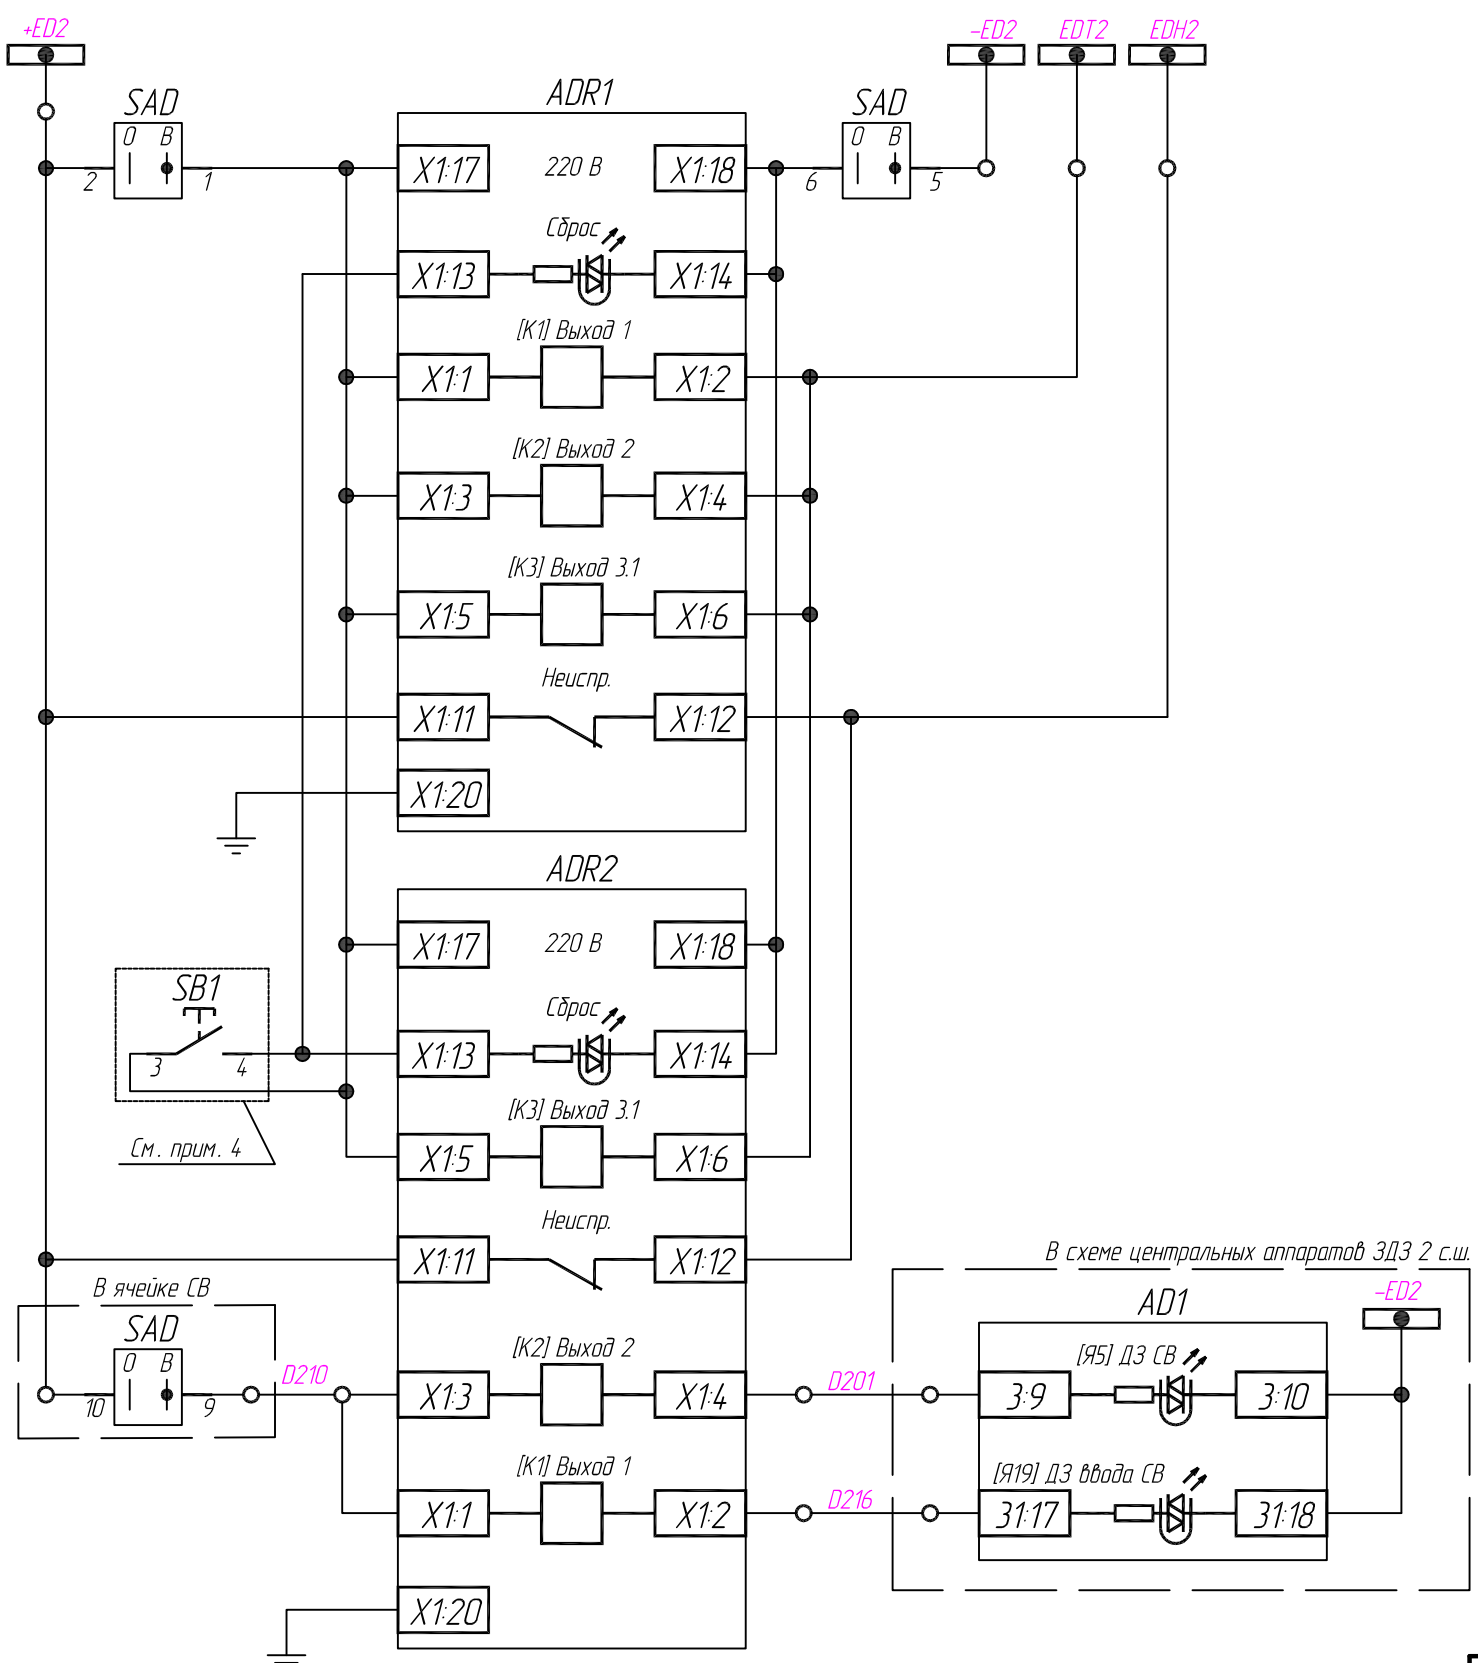 +ED2
-ED2 EDT2 EDH2
SAD
O B
2 1
ADR1
X1:17 220 В X1:18
SAD
O B
6 5
Сброс
X1:13 X1:14
[K1] Выход 1
X1:1 X1:2
[K2] Выход 2
X1:3 X1:4
[K3] Выход 3.1
X1:5 X1:6
Неиспр.
X1:11 X1:12
X1:20
ADR2
X1:17 220 В X1:18
SB1
3 4
См. прим. 4
Сброс
X1:13 X1:14
[K3] Выход 3.1
X1:5 X1:6
Неиспр.
X1:11 X1:12
В ячейке СВ
SAD
O B
10 9
D210
[K2] Выход 2
X1:3 X1:4
D201
[K1] Выход 1
X1:1 X1:2
D216
X1:20
В схеме центральных аппаратов ЗДЗ 2 с.ш.
AD1
-ED2
[Я5] ДЗ СВ
3:9 3:10
[Я19] ДЗ ввода СВ
31:17 31:18